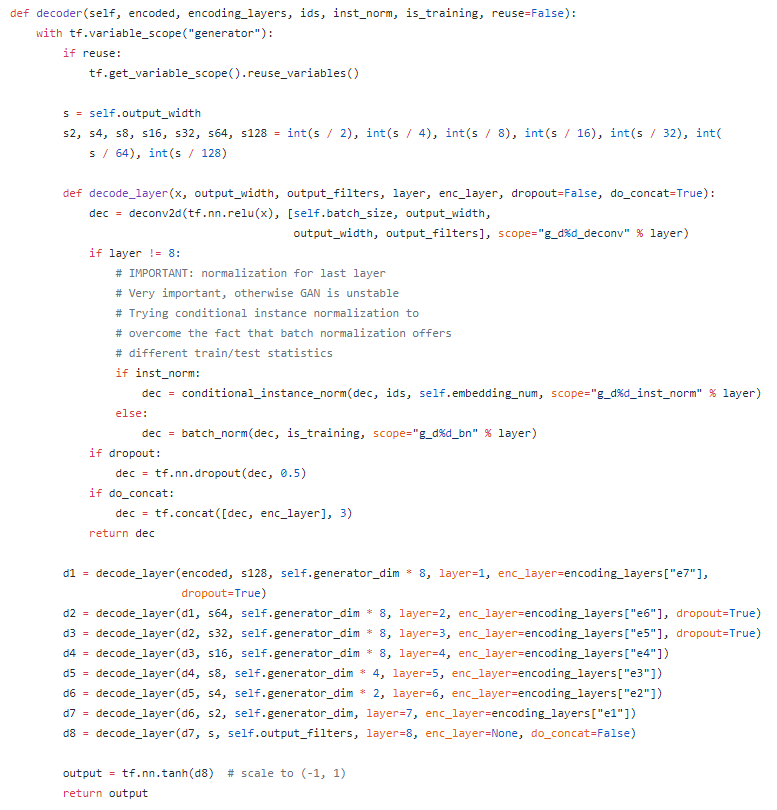 def decoder(self, encoded, encoding_layers, ids, inst_norm, is_training, reuse=False):
    with tf.variable_scope("generator"):
        if reuse:
            tf.get_variable_scope().reuse_variables()

        s = self.output_width
        s2, s4, s8, s16, s32, s64, s128 = int(s / 2), int(s / 4), int(s / 8), int(s / 16), int(s / 32), int(
            s / 64), int(s / 128)

        def decode_layer(x, output_width, output_filters, layer, enc_layer, dropout=False, do_concat=True):
            dec = deconv2d(tf.nn.relu(x), [self.batch_size, output_width,
                                           output_width, output_filters], scope="g_d%d_deconv" % layer)
            if layer != 8:
                # IMPORTANT: normalization for last layer
                # Very important, otherwise GAN is unstable
                # Trying conditional instance normalization to
                # overcome the fact that batch normalization offers
                # different train/test statistics
                if inst_norm:
                    dec = conditional_instance_norm(dec, ids, self.embedding_num, scope="g_d%d_inst_norm" % layer)
                else:
                    dec = batch_norm(dec, is_training, scope="g_d%d_bn" % layer)
            if dropout:
                dec = tf.nn.dropout(dec, 0.5)
            if do_concat:
                dec = tf.concat([dec, enc_layer], 3)
            return dec

        d1 = decode_layer(encoded, s128, self.generator_dim * 8, layer=1, enc_layer=encoding_layers["e7"],
                          dropout=True)
        d2 = decode_layer(d1, s64, self.generator_dim * 8, layer=2, enc_layer=encoding_layers["e6"], dropout=True)
        d3 = decode_layer(d2, s32, self.generator_dim * 8, layer=3, enc_layer=encoding_layers["e5"], dropout=True)
        d4 = decode_layer(d3, s16, self.generator_dim * 8, layer=4, enc_layer=encoding_layers["e4"])
        d5 = decode_layer(d4, s8, self.generator_dim * 4, layer=5, enc_layer=encoding_layers["e3"])
        d6 = decode_layer(d5, s4, self.generator_dim * 2, layer=6, enc_layer=encoding_layers["e2"])
        d7 = decode_layer(d6, s2, self.generator_dim, layer=7, enc_layer=encoding_layers["e1"])
        d8 = decode_layer(d7, s, self.output_filters, layer=8, enc_layer=None, do_concat=False)

        output = tf.nn.tanh(d8)  # scale to (-1, 1)
        return output